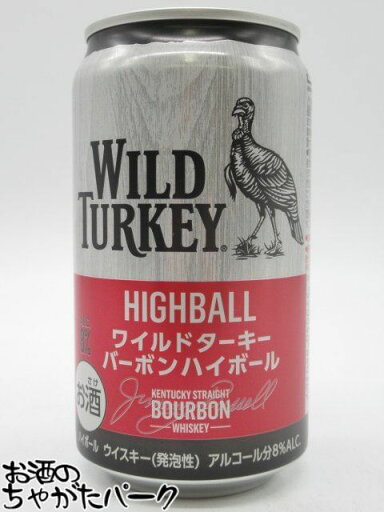 WILD
TURKEY
HIGHBALL
ワイルドターキー
バーボンハイボール
KENTUCKY STRAIGHT
BOURBON
WHISKEY
さけ
お酒
ハイボール ウイスキー(発泡性) アルコール分8%ALC.
お酒の
ちゃがたパーク